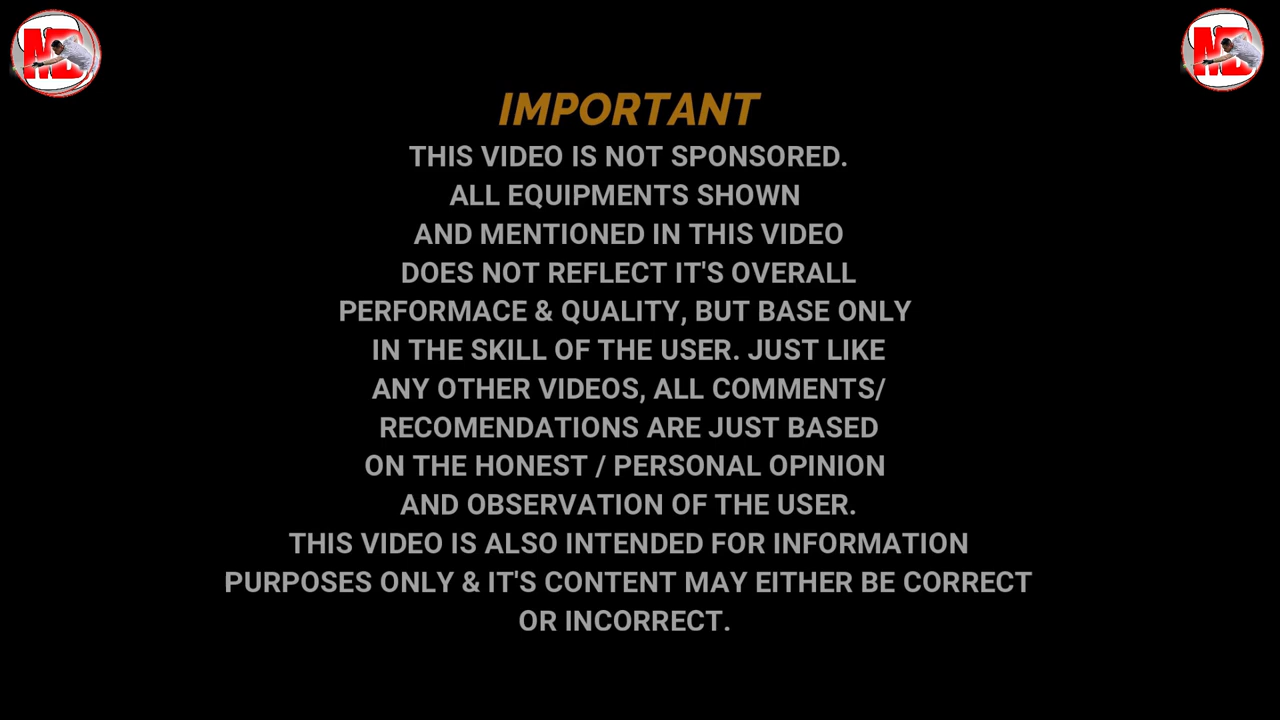 IMPORTANT
THIS VIDEO IS NOT SPONSORED.
ALL EQUIPMENTS SHOWN
AND MENTIONED IN THIS VIDEO
DOES NOT REFLECT IT'S OVERALL
PERFORMACE & QUALITY, BUT BASE ONLY
IN THE SKILL OF THE USER. JUST LIKE
ANY OTHER VIDEOS, ALL COMMENTS/
RECOMENDATIONS ARE JUST BASED
ON THE HONEST / PERSONAL OPINION
AND OBSERVATION OF THE USER.
THIS VIDEO IS ALSO INTENDED FOR INFORMATION
PURPOSES ONLY & IT'S CONTENT MAY EITHER BE CORRECT
OR INCORRECT.